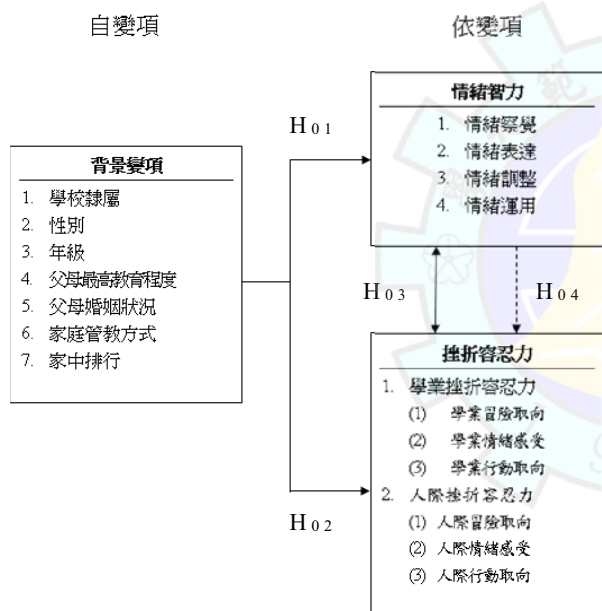 自變項
依變項
背景變項
1. 學校隸屬
2. 性別
3. 年級
4. 父母最高教育程度
5. 父母婚姻狀況
6. 家庭管教方式
7. 家中排行
H01
H02
情緒智力
1. 情緒察覺
2. 情緒表達
3. 情緒調整
4. 情緒運用
H03
H04
挫折容忍力
1. 學業挫折容忍力
(1) 學業冒險取向
(2) 學業情緒感受
(3) 學業行動取向
2. 人際挫折容忍力
(1) 人際冒險取向
(2) 人際情緒感受
(3) 人際行動取向